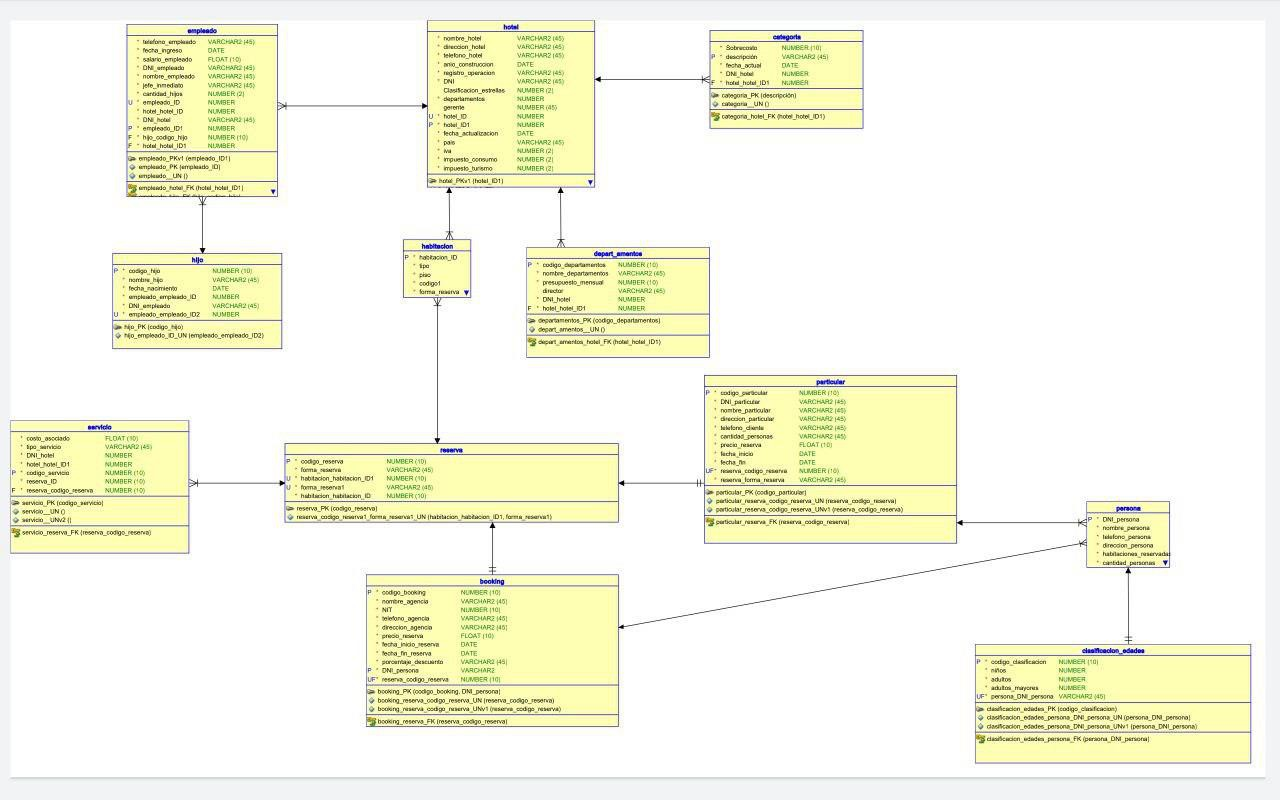 empleado
* telefono_empleado VARCHAR2 (45)
* fecha_ingreso DATE
* salario_empleado FLOAT (10)
* DNI_empleado VARCHAR2 (45)
* nombre_empleado VARCHAR2 (45)
* jefe_inmediato VARCHAR2 (45)
* cantidad_hijos NUMBER (2)
U * empleado_ID NUMBER
* hotel_hotel_ID NUMBER
* DNI_hotel VARCHAR2 (45)
P * empleado_ID1 NUMBER
F * hijo_codigo_hijo NUMBER (10)
F * hotel_hotel_ID1 NUMBER
empleado_PKv1 (empleado_ID1)
empleado_PK (empleado_ID)
empleado__UN ()
empleado_hotel_FK (hotel_hotel_ID1)
hotel
* nombre_hotel VARCHAR2 (45)
* direccion_hotel VARCHAR2 (45)
* telefono_hotel VARCHAR2 (45)
* anio_construccion DATE
* registro_operacion VARCHAR2 (45)
* DNI VARCHAR2 (45)
Clasificacion_estrellas NUMBER (2)
* departamentos NUMBER
gerente NUMBER (45)
U * hotel_ID NUMBER
P * hotel_ID1 NUMBER
* fecha_actualizacion DATE
* pais VARCHAR2 (45)
* iva NUMBER (2)
* impuesto_consumo NUMBER (2)
* impuesto_turismo NUMBER (2)
hotel_PKv1 (hotel_ID1)
categoria
* Sobrecosto NUMBER (10)
P * descripción VARCHAR2 (45)
* fecha_actual DATE
* DNI_hotel NUMBER
F * hotel_hotel_ID1 NUMBER
categoria_PK (descripción)
categoria__UN ()
categoria_hotel_FK (hotel_hotel_ID1)
hijo
P * codigo_hijo NUMBER (10)
* nombre_hijo VARCHAR2 (45)
* fecha_nacimiento DATE
* empleado_empleado_ID NUMBER
* DNI_empleado VARCHAR2 (45)
U * empleado_empleado_ID2 NUMBER
hijo_PK (codigo_hijo)
hijo_empleado_ID_UN (empleado_empleado_ID2)
habitacion
P * habitacion_ID
* tipo
* piso
* codigo1
* forma_reserva
depart_amentos
P * codigo_departamentos NUMBER (10)
* nombre_departamentos VARCHAR2 (45)
* presupuesto_mensual NUMBER (10)
* director VARCHAR2 (45)
* DNI_hotel NUMBER
F * hotel_hotel_ID1 NUMBER
departamentos_PK (codigo_departamentos)
depart_amentos__UN ()
depart_amentos_hotel_FK (hotel_hotel_ID1)
particular
P * codigo_particular NUMBER (10)
* DNI_particular VARCHAR2 (45)
* nombre_particular VARCHAR2 (45)
* direccion_particular VARCHAR2 (45)
* telefono_cliente VARCHAR2 (45)
* cantidad_personas VARCHAR2 (45)
* precio_reserva FLOAT (10)
* fecha_inicio DATE
* fecha_fin DATE
UF* reserva_codigo_reserva NUMBER (10)
* reserva_forma_reserva VARCHAR2 (45)
particular_PK (codigo_particular)
particular_reserva_codigo_reserva_UN (reserva_codigo_reserva)
particular_reserva_codigo_reserva_UNv1 (reserva_codigo_reserva)
particular_reserva_FK (reserva_codigo_reserva)
servicio
* costo_asociado FLOAT (10)
* tipo_servicio VARCHAR2 (45)
* DNI_hotel NUMBER
* hotel_hotel_ID1 NUMBER
P * codigo_servicio NUMBER (10)
* reserva_ID NUMBER (10)
F * reserva_codigo_reserva NUMBER (10)
servicio_PK (codigo_servicio)
servicio__UN ()
servicio__UNv2 ()
servicio_reserva_FK (reserva_codigo_reserva)
reserva
P * codigo_reserva NUMBER (10)
* forma_reserva VARCHAR2 (45)
U * habitacion_habitacion_ID1 NUMBER (10)
U * forma_reserva1 VARCHAR2 (45)
* habitacion_habitacion_ID NUMBER (10)
reserva_PK (codigo_reserva)
reserva_codigo_reserva1_forma_reserva1_UN (habitacion_habitacion_ID1, forma_reserva1)
persona
P * DNI_persona
* nombre_persona
* telefono_persona
* direccion_persona
* habitaciones_reservadas
* cantidad_personas
booking
P * codigo_booking NUMBER (10)
* nombre_agencia VARCHAR2 (45)
* NIT NUMBER (10)
* telefono_agencia VARCHAR2 (45)
* direccion_agencia VARCHAR2 (45)
* precio_reserva FLOAT (10)
* fecha_inicio_reserva DATE
* fecha_fin_reserva DATE
* porcentaje_descuento VARCHAR2 (45)
P * DNI_persona VARCHAR2
UF* reserva_codigo_reserva NUMBER (10)
booking_PK (codigo_booking, DNI_persona)
booking_reserva_codigo_reserva_UN (reserva_codigo_reserva)
booking_reserva_codigo_reserva_UNv1 (reserva_codigo_reserva)
booking_reserva_FK (reserva_codigo_reserva)
clasificacion_edades
P * codigo_clasificacion NUMBER (10)
* niños NUMBER
* adultos NUMBER
* adultos_mayores NUMBER
UF* persona_DNI_persona VARCHAR2 (45)
clasificacion_edades_PK (codigo_clasificacion)
clasificacion_edades_persona_DNI_persona_UN (persona_DNI_persona)
clasificacion_edades_persona_DNI_persona_UNv1 (persona_DNI_persona)
clasificacion_edades_persona_FK (persona_DNI_persona)